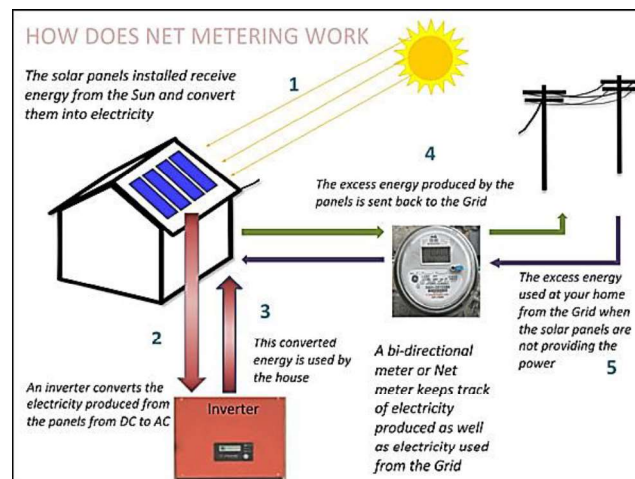 HOW DOES NET METERING WORK
The solar panels installed receive
energy from the Sun and convert
them into electricity
1
4
The excess energy produced by the
panels is sent back to the Grid
2
3
This converted
energy is used by
the house
An inverter converts the
electricity produced from
the panels from DC to AC
Inverter
A bi-directional
meter or Net
meter keeps track
of electricity
produced as well
as electricity used
from the Grid
The excess energy
used at your home
from the Grid when
the solar panels are
not providing the
power
5